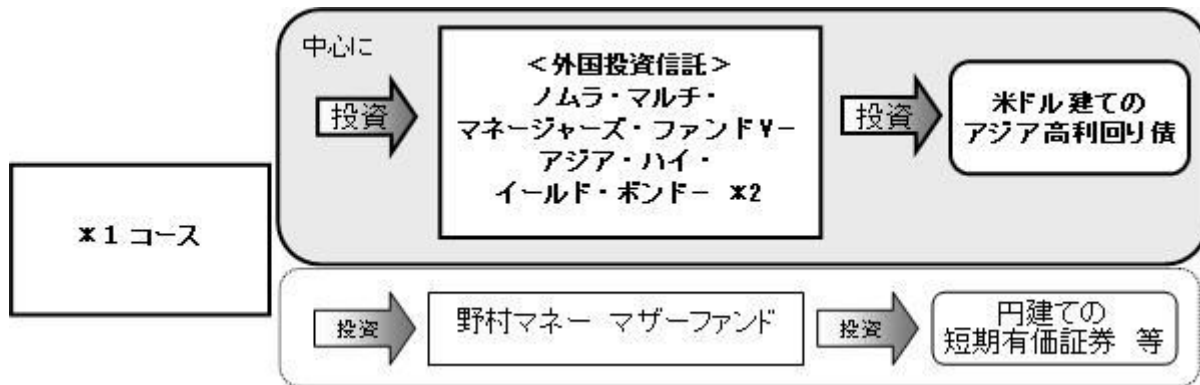 中心に
投資
<外国投資信託>
ノムラ・マルチ・
マネージャーズ・ファンドⅤ－
アジア・ハイ・
イールド・ボンド－ ＊2
投資
米ドル建ての
アジア高利回り債
＊1 コース
投資
野村マネー マザーファンド
投資
円建ての
短期有価証券 等